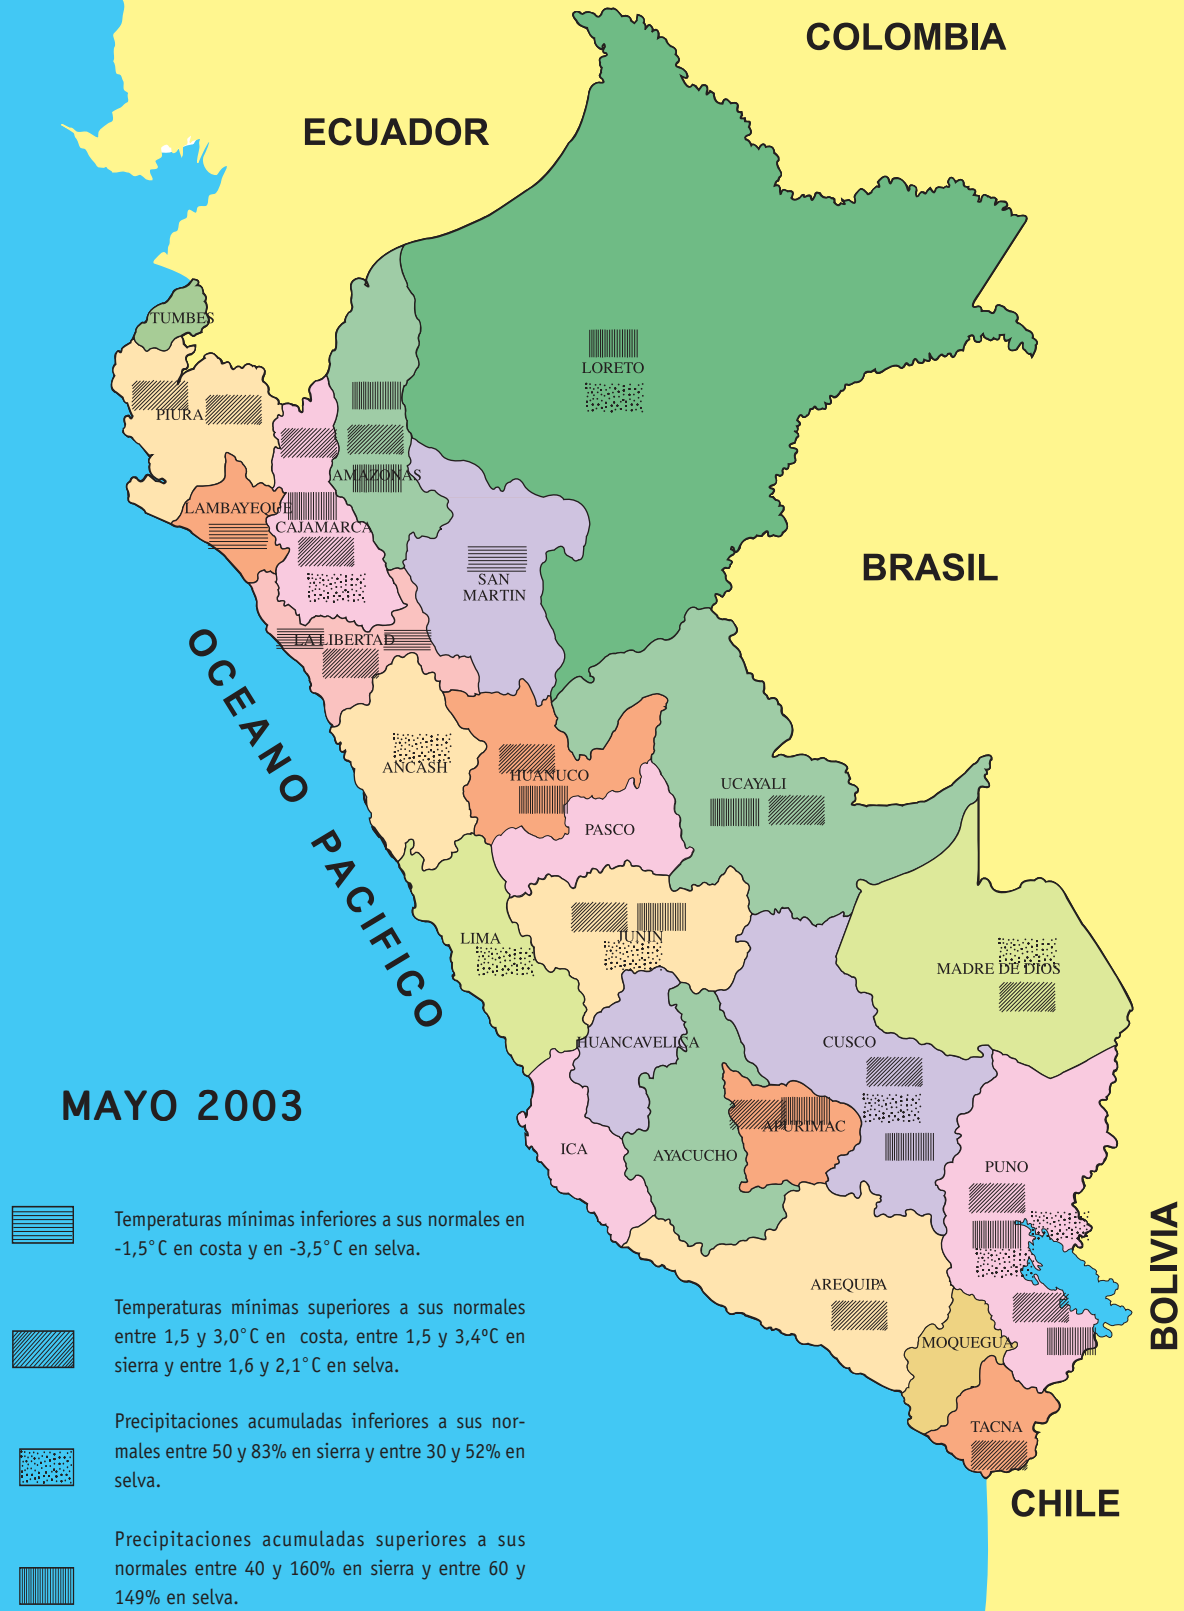 COLOMBIA
ECUADOR
TUMBES
LORETO
PIURA
AMAZONAS
LAMBAYEQUE
CAJAMARCA
BRASIL
SAN
MARTIN
LA LIBERTAD
OCEANO PACIFICO
ANCASH
HUANUCO
UCAYALI
PASCO
LIMA
JUNIN
MADRE DE DIOS
HUANCAVELICA
CUSCO
MAYO 2003
APURIMAC
ICA
AYACUCHO
PUNO
BOLIVIA
AREQUIPA
MOQUEGUA
TACNA
CHILE
Temperaturas mínimas inferiores a sus normales en
-1,5°C en costa y en -3,5°C en selva.
Temperaturas mínimas superiores a sus normales
entre 1,5 y 3,0°C en costa, entre 1,5 y 3,4ºC en
sierra y entre 1,6 y 2,1°C en selva.
Precipitaciones acumuladas inferiores a sus nor-
males entre 50 y 83% en sierra y entre 30 y 52% en
selva.
Precipitaciones acumuladas superiores a sus
normales entre 40 y 160% en sierra y entre 60 y
149% en selva.